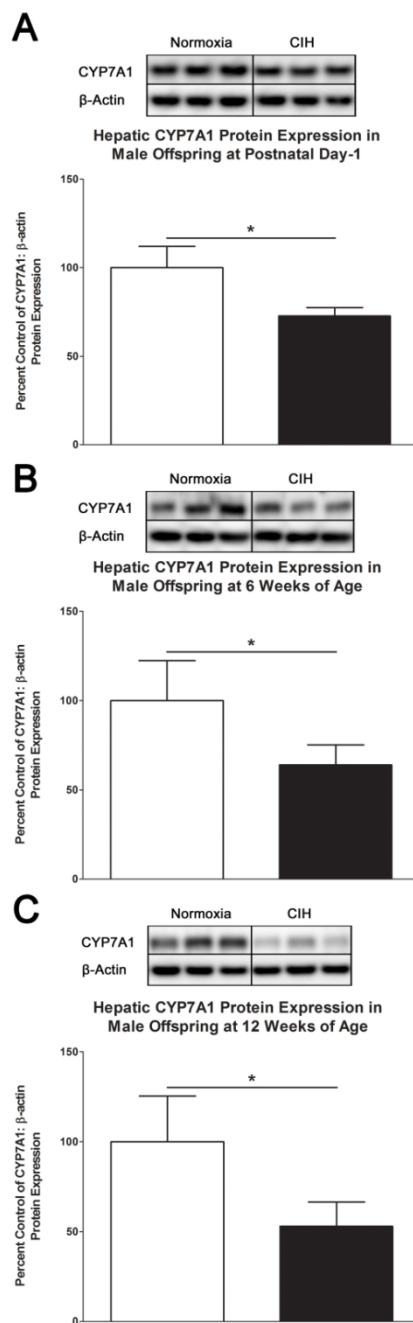 A
Normoxia CIH
CYP7A1
β-Actin
Hepatic CYP7A1 Protein Expression in
Male Offspring at Postnatal Day-1
Percent Control of CYP7A1: β-actin
Protein Expression
150
100
50
0
*
B
Normoxia CIH
CYP7A1
β-Actin
Hepatic CYP7A1 Protein Expression in
Male Offspring at 6 Weeks of Age
Percent Control of CYP7A1: β-actin
Protein Expression
150
100
50
0
*
C
Normoxia CIH
CYP7A1
β-Actin
Hepatic CYP7A1 Protein Expression in
Male Offspring at 12 Weeks of Age
Percent Control of CYP7A1: β-actin
Protein Expression
150
100
50
0
*